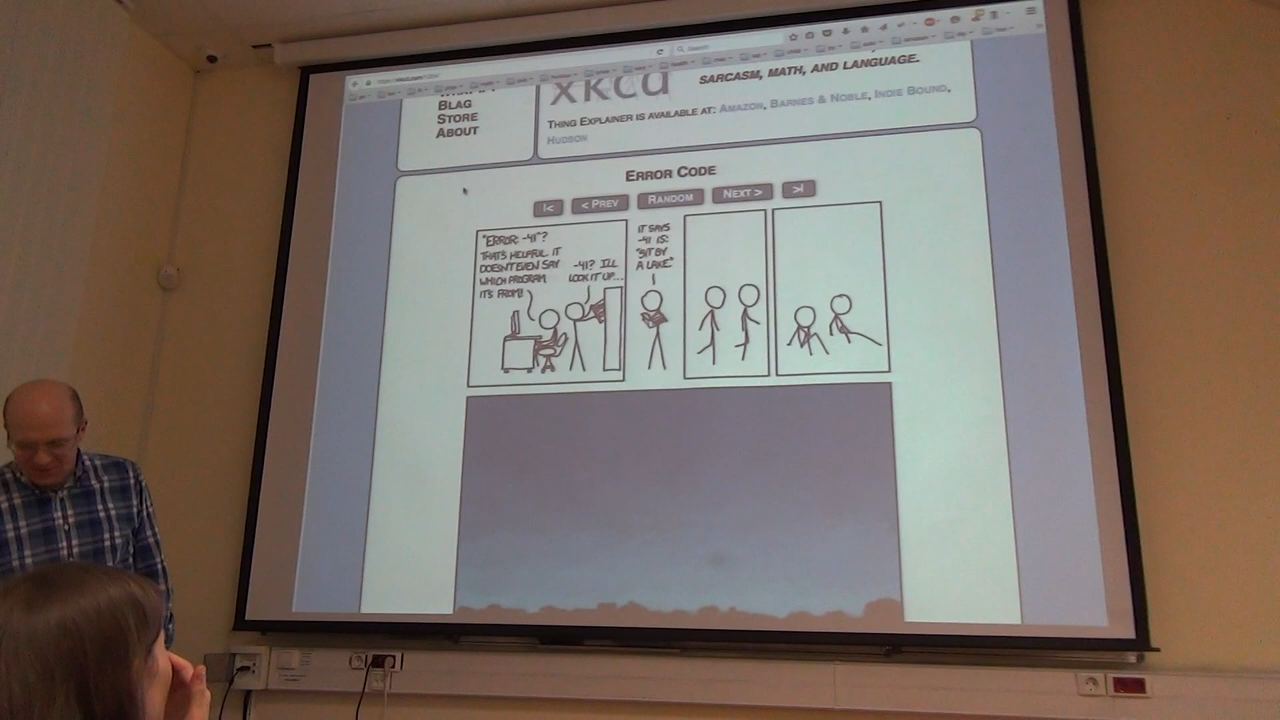 Search
BLAG
STORE
ABOUT
xkcd
SARCASM, MATH, AND LANGUAGE.
THING EXPLAINER IS AVAILABLE AT: AMAZON, BARNES & NOBLE, INDIE BOUND,
HUDSON
ERROR CODE
|< < PREV RANDOM NEXT > >|
"ERROR: -41"?
THAT'S HELPFUL. IT
DOESN'T EVEN SAY
WHICH PROGRAM
IT'S FROM!
-41? I'LL
LOOK IT UP...
IT SAYS
-41 IS:
"SIT BY
A LAKE."